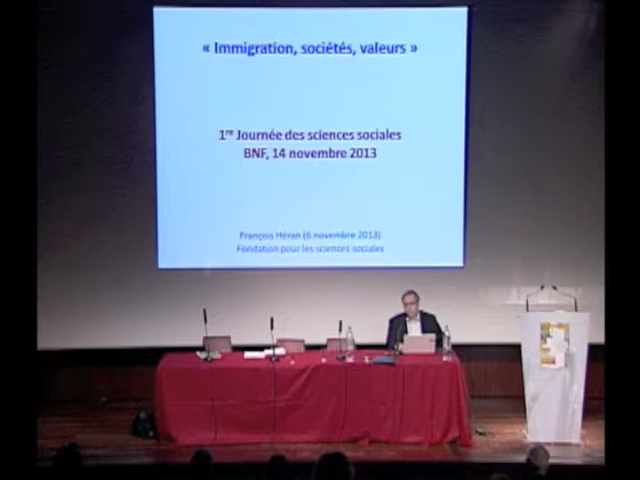 « Immigration, sociétés, valeurs »
1re Journée des sciences sociales
BNF, 14 novembre 2013
François Héran (6 novembre 2013)
Fondation pour les sciences sociales